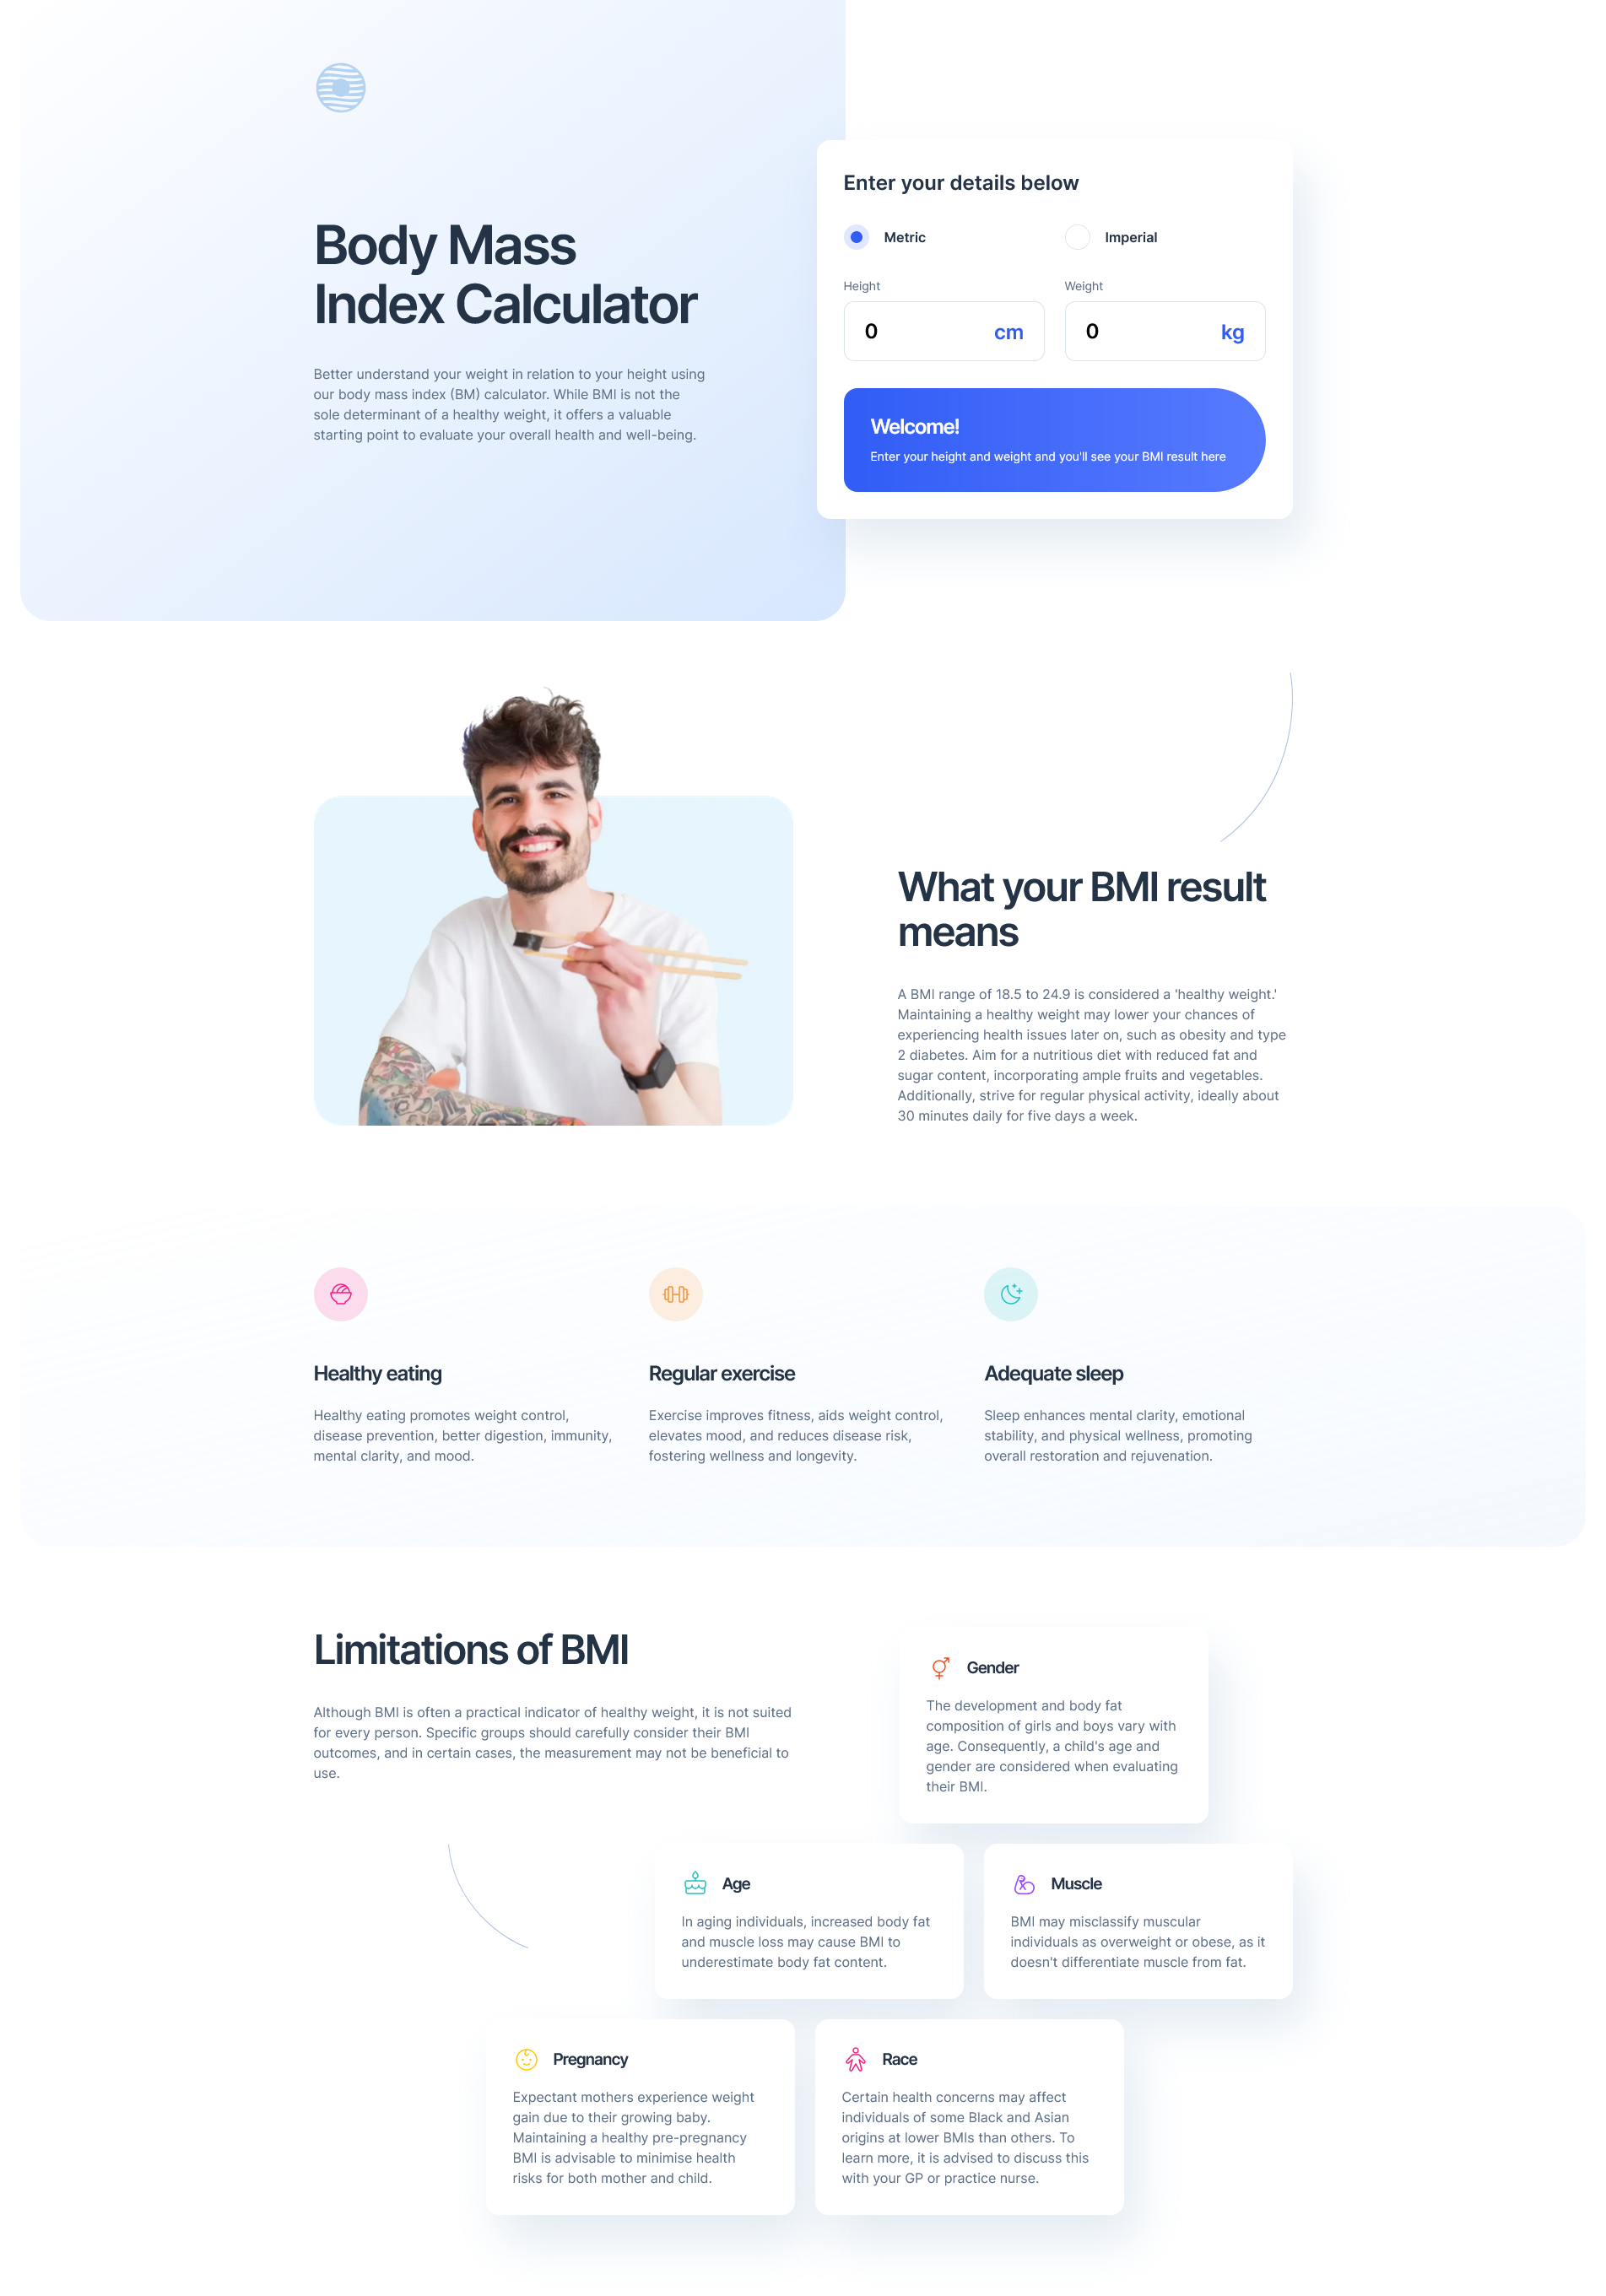 Body Mass
Index Calculator
Better understand your weight in relation to your height using
our body mass index (BM) calculator. While BMI is not the
sole determinant of a healthy weight, it offers a valuable
starting point to evaluate your overall health and well-being.
Enter your details below
Metric
Imperial
Height
Weight
0 cm
0 kg
Welcome!
Enter your height and weight and you'll see your BMI result here
What your BMI result
means
A BMI range of 18.5 to 24.9 is considered a 'healthy weight.'
Maintaining a healthy weight may lower your chances of
experiencing health issues later on, such as obesity and type
2 diabetes. Aim for a nutritious diet with reduced fat and
sugar content, incorporating ample fruits and vegetables.
Additionally, strive for regular physical activity, ideally about
30 minutes daily for five days a week.
Healthy eating
Healthy eating promotes weight control,
disease prevention, better digestion, immunity,
mental clarity, and mood.
Regular exercise
Exercise improves fitness, aids weight control,
elevates mood, and reduces disease risk,
fostering wellness and longevity.
Adequate sleep
Sleep enhances mental clarity, emotional
stability, and physical wellness, promoting
overall restoration and rejuvenation.
Limitations of BMI
Although BMI is often a practical indicator of healthy weight, it is not suited
for every person. Specific groups should carefully consider their BMI
outcomes, and in certain cases, the measurement may not be beneficial to
use.
Gender
The development and body fat
composition of girls and boys vary with
age. Consequently, a child's age and
gender are considered when evaluating
their BMI.
Age
In aging individuals, increased body fat
and muscle loss may cause BMI to
underestimate body fat content.
Muscle
BMI may misclassify muscular
individuals as overweight or obese, as it
doesn't differentiate muscle from fat.
Pregnancy
Expectant mothers experience weight
gain due to their growing baby.
Maintaining a healthy pre-pregnancy
BMI is advisable to minimise health
risks for both mother and child.
Race
Certain health concerns may affect
individuals of some Black and Asian
origins at lower BMIs than others. To
learn more, it is advised to discuss this
with your GP or practice nurse.